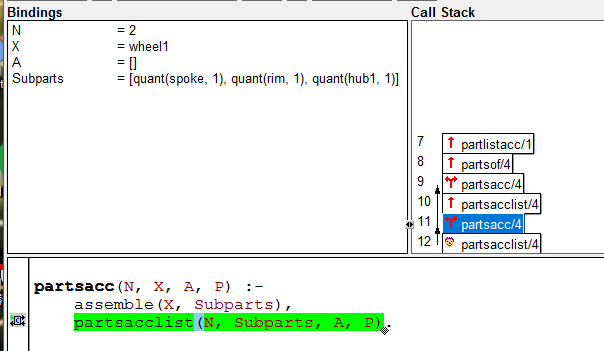 Bindings
N = 2
X = wheel1
A = []
Subparts = [quant(spoke, 1), quant(rim, 1), quant(hub1, 1)]
Call Stack
7 partlistacc/1
8 partsof/4
9 partsacc/4
10 partsacclist/4
11 partsacc/4
12 partsacclist/4
partsacc(N, X, A, P) :-
assemble(X, Subparts),
partsacclist(N, Subparts, A, P).